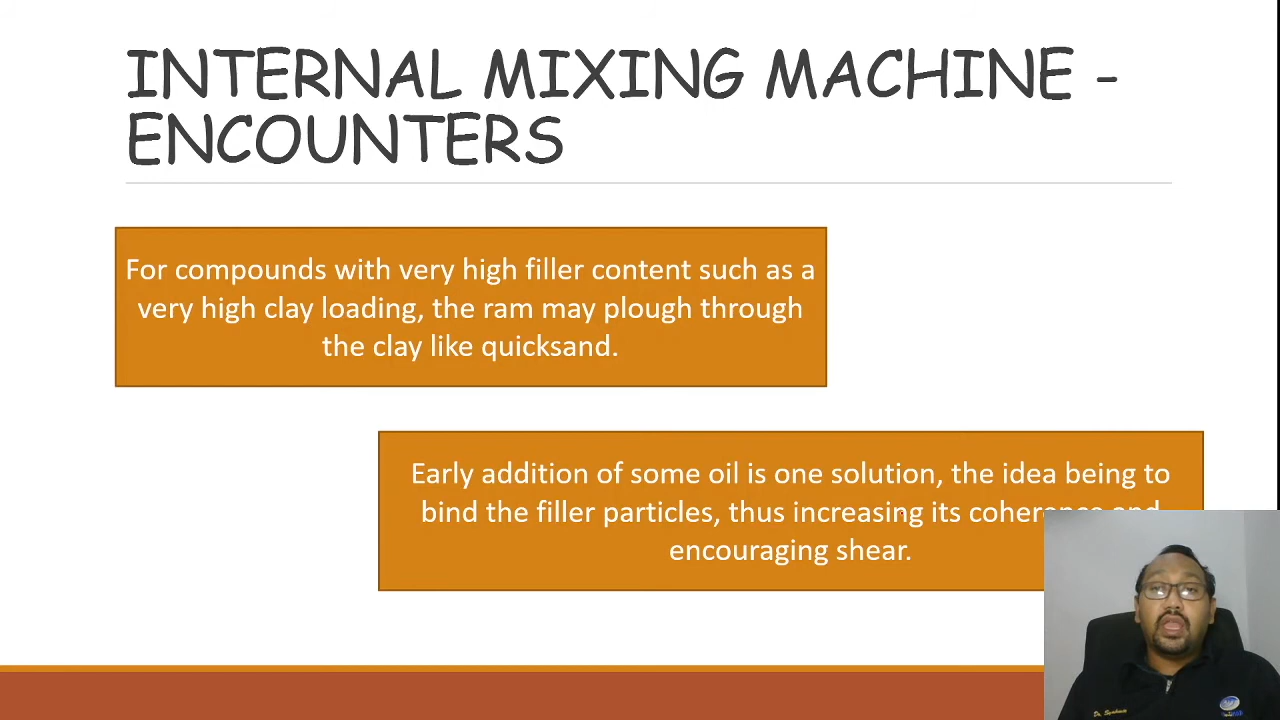 INTERNAL MIXING MACHINE -
ENCOUNTERS
For compounds with very high filler content such as a
very high clay loading, the ram may plough through
the clay like quicksand.
Early addition of some oil is one solution, the idea being to
bind the filler particles, thus increasing its coherence and
encouraging shear.